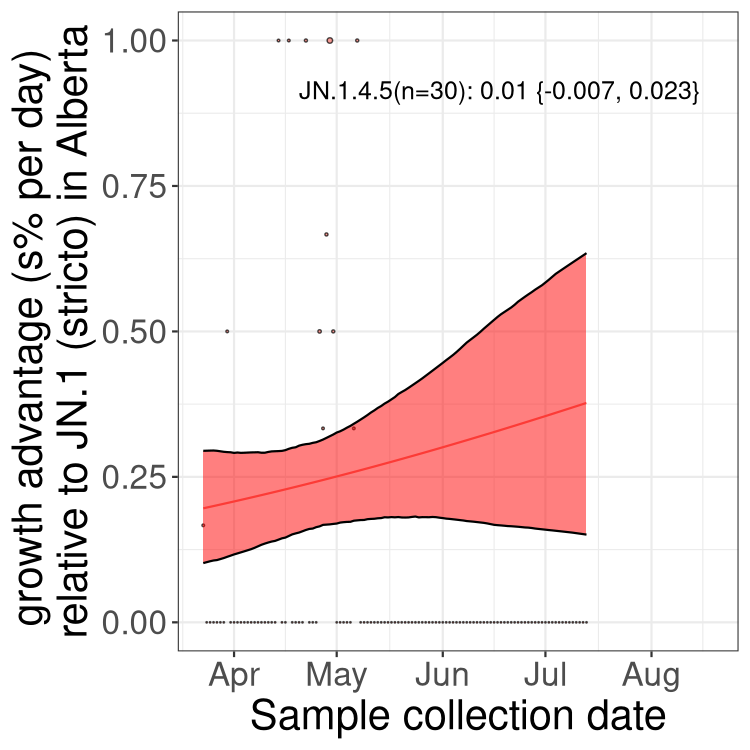 growth advantage (s% per day)
relative to JN.1 (stricto) in Alberta
1.00
0.75
0.50
0.25
0.00
JN.1.4.5(n=30): 0.01 {-0.007, 0.023}
Apr May Jun Jul Aug
Sample collection date